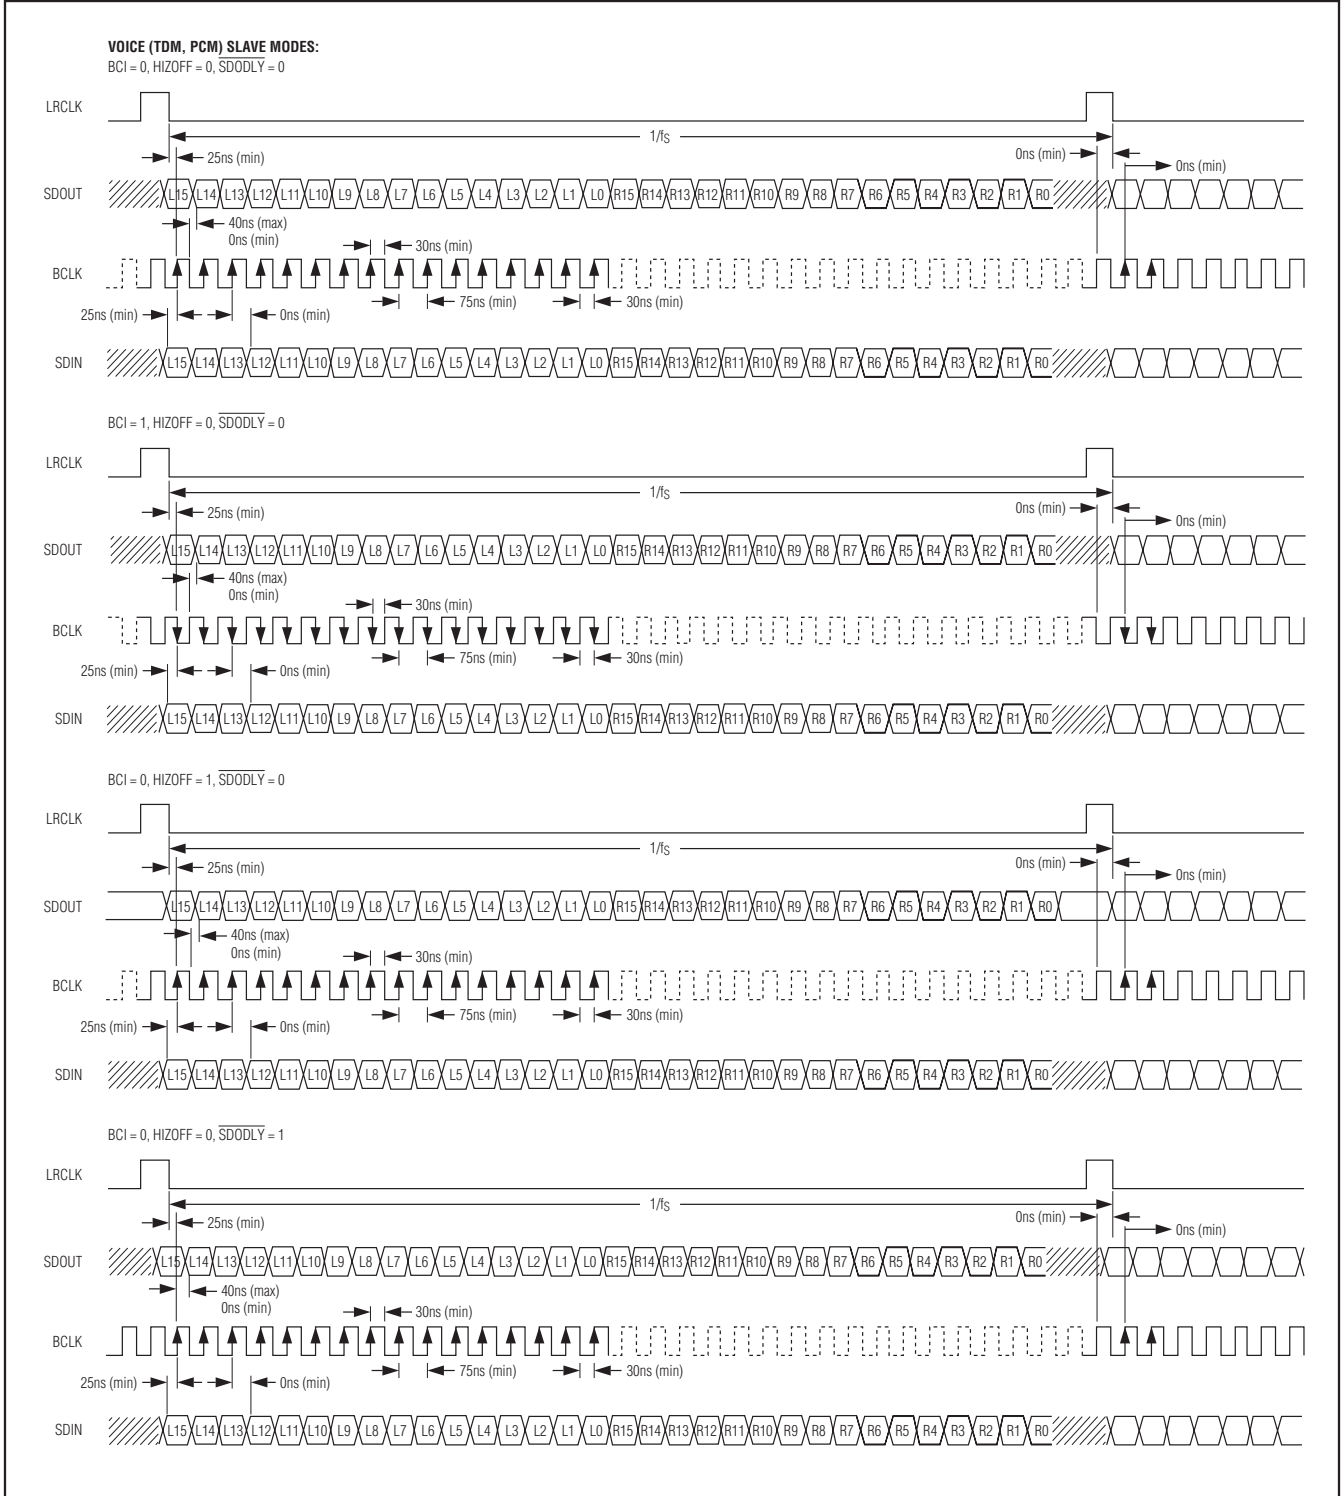 VOICE (TDM, PCM) SLAVE MODES:
BCI = 0, HIZOFF = 0, SDODLY = 0
LRCLK
1/fS
25ns (min)
0ns (min)
0ns (min)
SDOUT
L15 L14 L13 L12 L11 L10 L9 L8 L7 L6 L5 L4 L3 L2 L1 L0 R15 R14 R13 R12 R11 R10 R9 R8 R7 R6 R5 R4 R3 R2 R1 R0
40ns (max)
0ns (min)
30ns (min)
BCLK
75ns (min)
30ns (min)
25ns (min)
0ns (min)
SDIN
L15 L14 L13 L12 L11 L10 L9 L8 L7 L6 L5 L4 L3 L2 L1 L0 R15 R14 R13 R12 R11 R10 R9 R8 R7 R6 R5 R4 R3 R2 R1 R0
BCI = 1, HIZOFF = 0, SDODLY = 0
LRCLK
1/fS
25ns (min)
0ns (min)
0ns (min)
SDOUT
L15 L14 L13 L12 L11 L10 L9 L8 L7 L6 L5 L4 L3 L2 L1 L0 R15 R14 R13 R12 R11 R10 R9 R8 R7 R6 R5 R4 R3 R2 R1 R0
40ns (max)
0ns (min)
30ns (min)
BCLK
75ns (min)
30ns (min)
25ns (min)
0ns (min)
SDIN
L15 L14 L13 L12 L11 L10 L9 L8 L7 L6 L5 L4 L3 L2 L1 L0 R15 R14 R13 R12 R11 R10 R9 R8 R7 R6 R5 R4 R3 R2 R1 R0
BCI = 0, HIZOFF = 1, SDODLY = 0
LRCLK
1/fS
25ns (min)
0ns (min)
0ns (min)
SDOUT
L15 L14 L13 L12 L11 L10 L9 L8 L7 L6 L5 L4 L3 L2 L1 L0 R15 R14 R13 R12 R11 R10 R9 R8 R7 R6 R5 R4 R3 R2 R1 R0
40ns (max)
0ns (min)
30ns (min)
BCLK
75ns (min)
30ns (min)
25ns (min)
0ns (min)
SDIN
L15 L14 L13 L12 L11 L10 L9 L8 L7 L6 L5 L4 L3 L2 L1 L0 R15 R14 R13 R12 R11 R10 R9 R8 R7 R6 R5 R4 R3 R2 R1 R0
BCI = 0, HIZOFF = 0, SDODLY = 1
LRCLK
1/fS
25ns (min)
0ns (min)
0ns (min)
SDOUT
L15 L14 L13 L12 L11 L10 L9 L8 L7 L6 L5 L4 L3 L2 L1 L0 R15 R14 R13 R12 R11 R10 R9 R8 R7 R6 R5 R4 R3 R2 R1 R0
40ns (max)
0ns (min)
30ns (min)
BCLK
75ns (min)
30ns (min)
25ns (min)
0ns (min)
SDIN
L15 L14 L13 L12 L11 L10 L9 L8 L7 L6 L5 L4 L3 L2 L1 L0 R15 R14 R13 R12 R11 R10 R9 R8 R7 R6 R5 R4 R3 R2 R1 R0